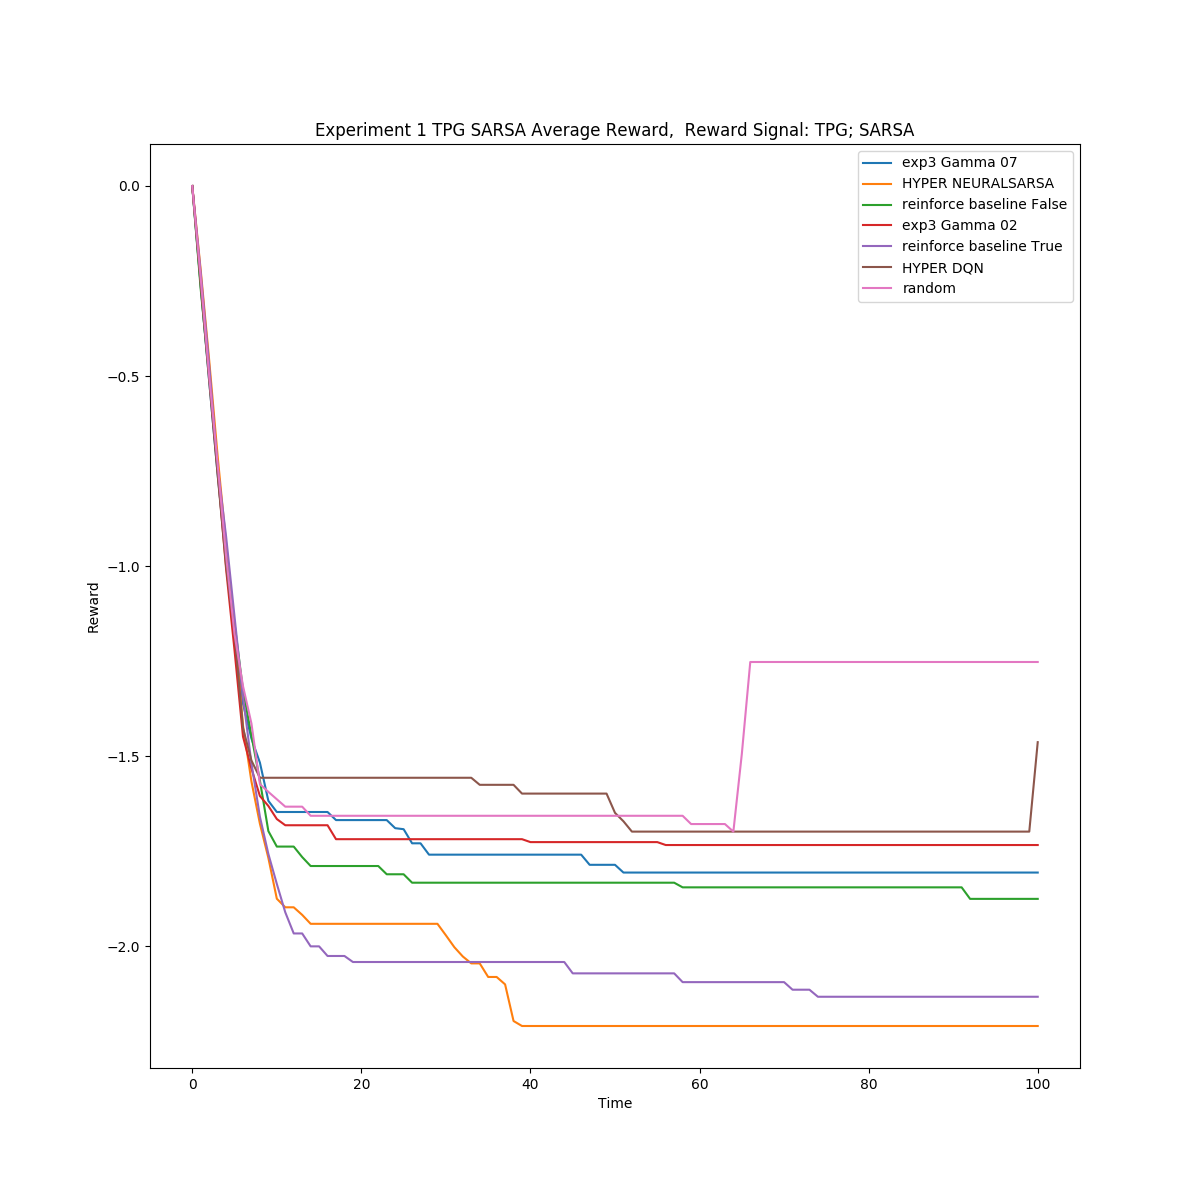 Experiment 1 TPG SARSA Average Reward,  Reward Signal: TPG; SARSA
exp3 Gamma 07
HYPER NEURALSARSA
reinforce baseline False
exp3 Gamma 02
reinforce baseline True
HYPER DQN
random
0.0
−0.5
−1.0
−1.5
−2.0
Reward
0 20 40 60 80 100
Time